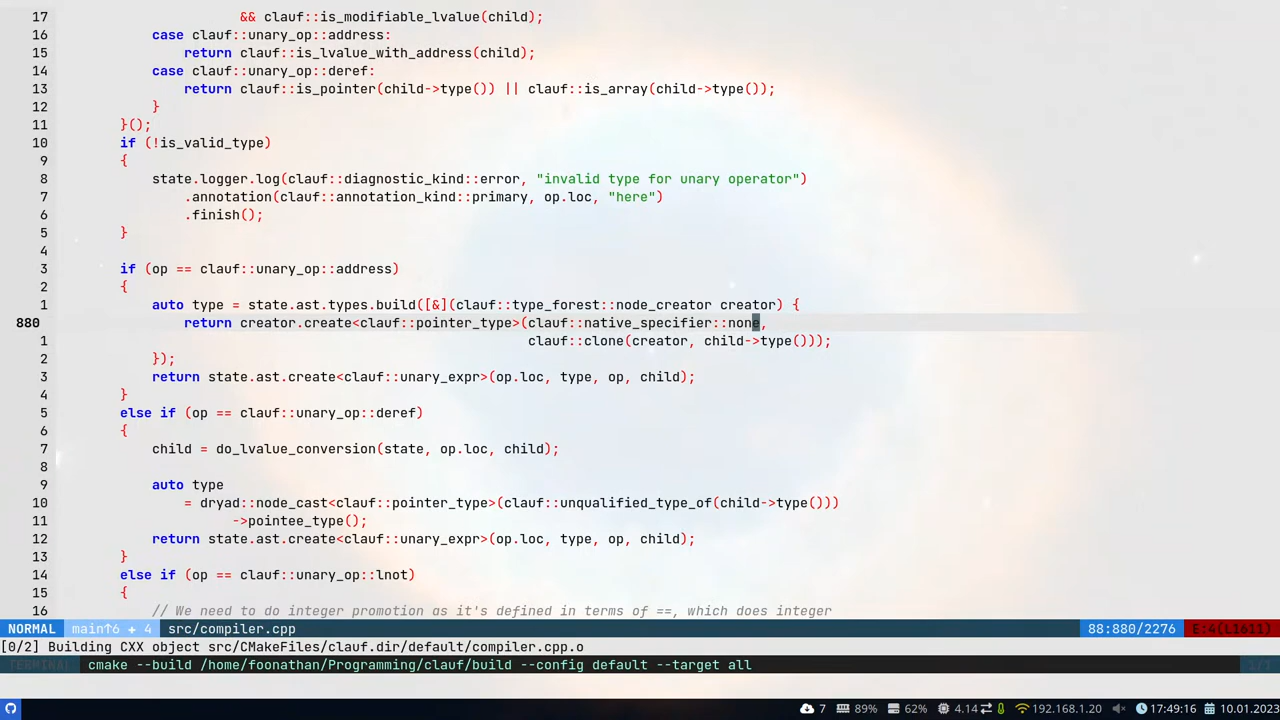 17                         && clauf::is_modifiable_lvalue(child);
16             case clauf::unary_op::address:
15                 return clauf::is_lvalue_with_address(child);
14             case clauf::unary_op::deref:
13                 return clauf::is_pointer(child->type()) || clauf::is_array(child->type());
12             }
11         }();
10         if (!is_valid_type)
9         {
8             state.logger.log(clauf::diagnostic_kind::error, "invalid type for unary operator")
7                 .annotation(clauf::annotation_kind::primary, op.loc, "here")
6                 .finish();
5         }
4
3         if (op == clauf::unary_op::address)
2         {
1             auto type = state.ast.types.build([&](clauf::type_forest::node_creator creator) {
880                 return creator.create<clauf::pointer_type>(clauf::native_specifier::none,
1                                                            clauf::clone(creator, child->type()));
2             });
3             return state.ast.create<clauf::unary_expr>(op.loc, type, op, child);
4         }
5         else if (op == clauf::unary_op::deref)
6         {
7             child = do_lvalue_conversion(state, op.loc, child);
8
9             auto type
10                 = dryad::node_cast<clauf::pointer_type>(clauf::unqualified_type_of(child->type()))
11                       ->pointee_type();
12             return state.ast.create<clauf::unary_expr>(op.loc, type, op, child);
13         }
14         else if (op == clauf::unary_op::lnot)
15         {
16             // We need to do integer promotion as it's defined in terms of ==, which does integer
NORMAL main↑6 + 4 src/compiler.cpp 88:880/2276 E:4(L1611)
[0/2] Building CXX object src/CMakeFiles/clauf.dir/default/compiler.cpp.o
TERMINAL cmake --build /home/foonathan/Programming/clauf/build --config default --target all 1/1
7 89% 62% 4.14 192.168.1.20 17:49:16 10.01.2023